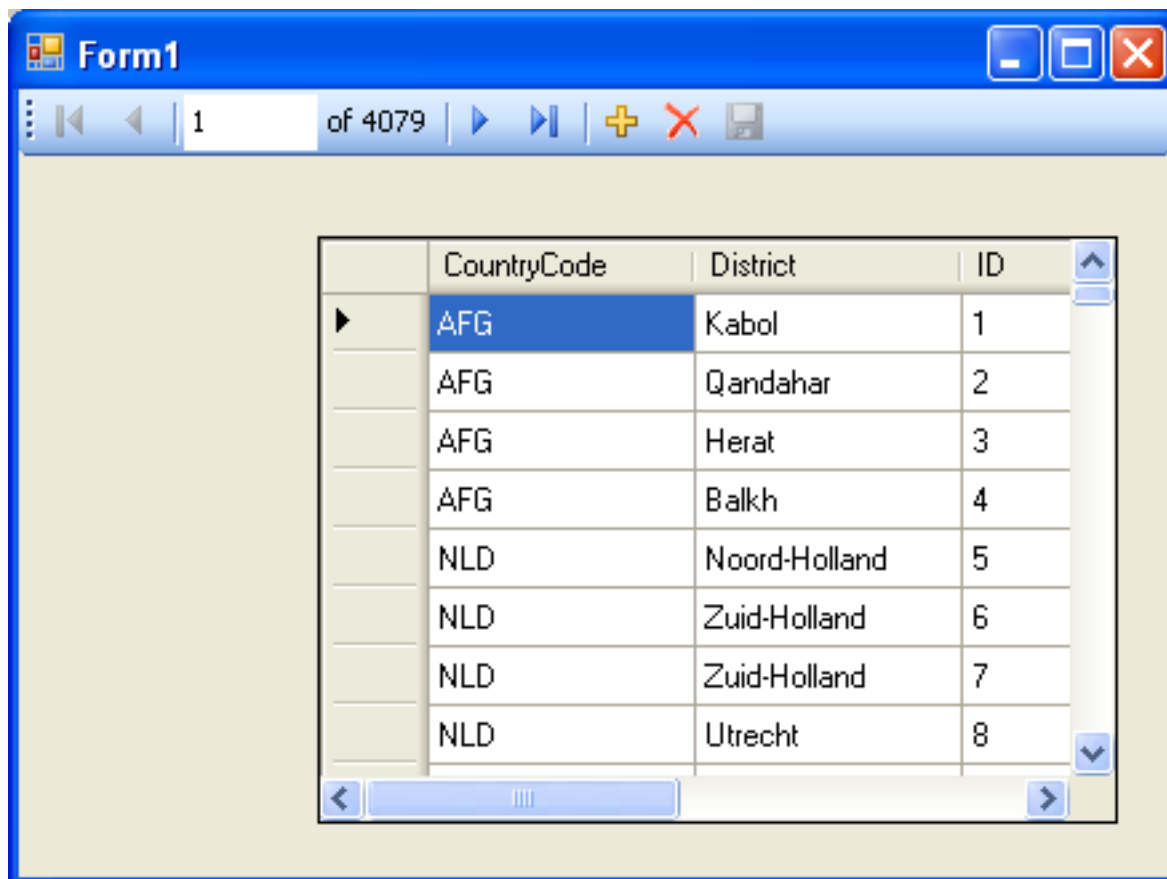 Form1
1 of 4079
CountryCode District ID
AFG Kabol 1
AFG Qandahar 2
AFG Herat 3
AFG Balkh 4
NLD Noord-Holland 5
NLD Zuid-Holland 6
NLD Zuid-Holland 7
NLD Utrecht 8